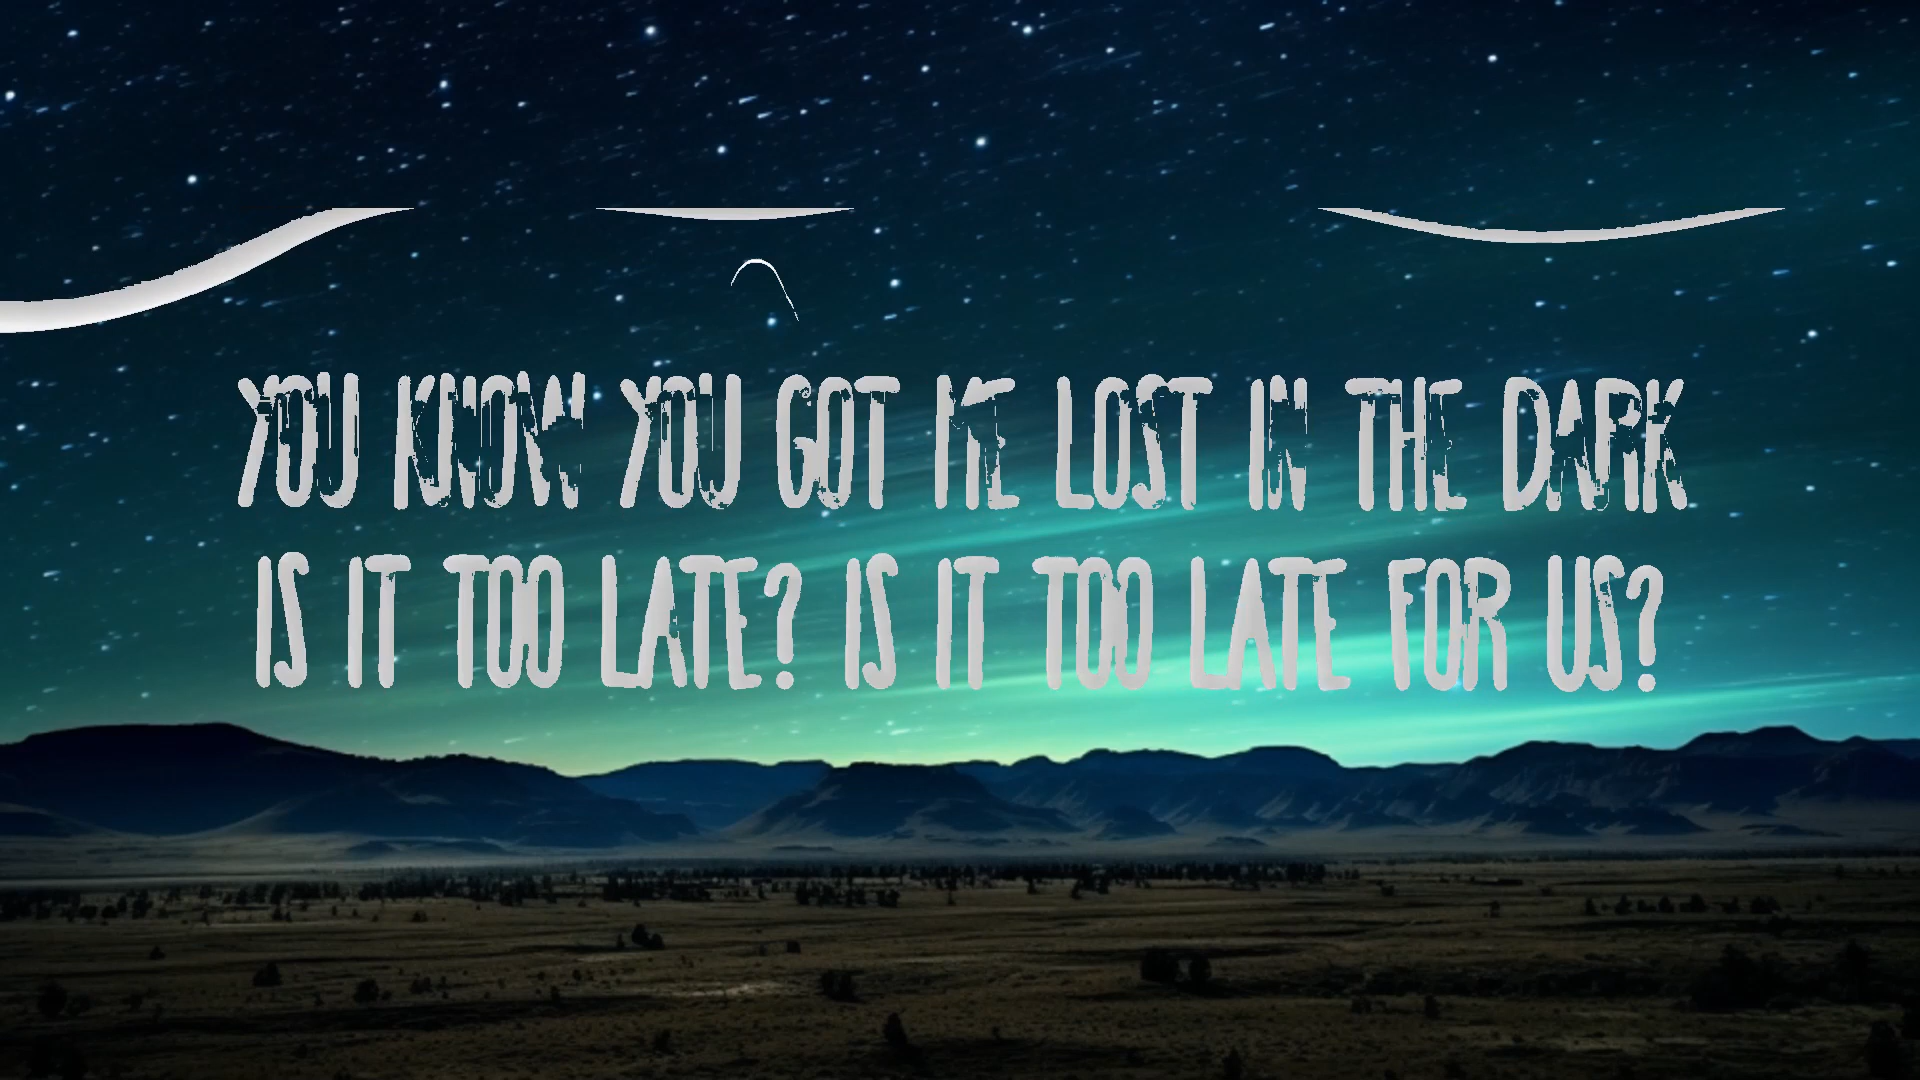 YOU KNOW YOU GOT ME LOST IN THE DARK
IS IT TOO LATE? IS IT TOO LATE FOR US?